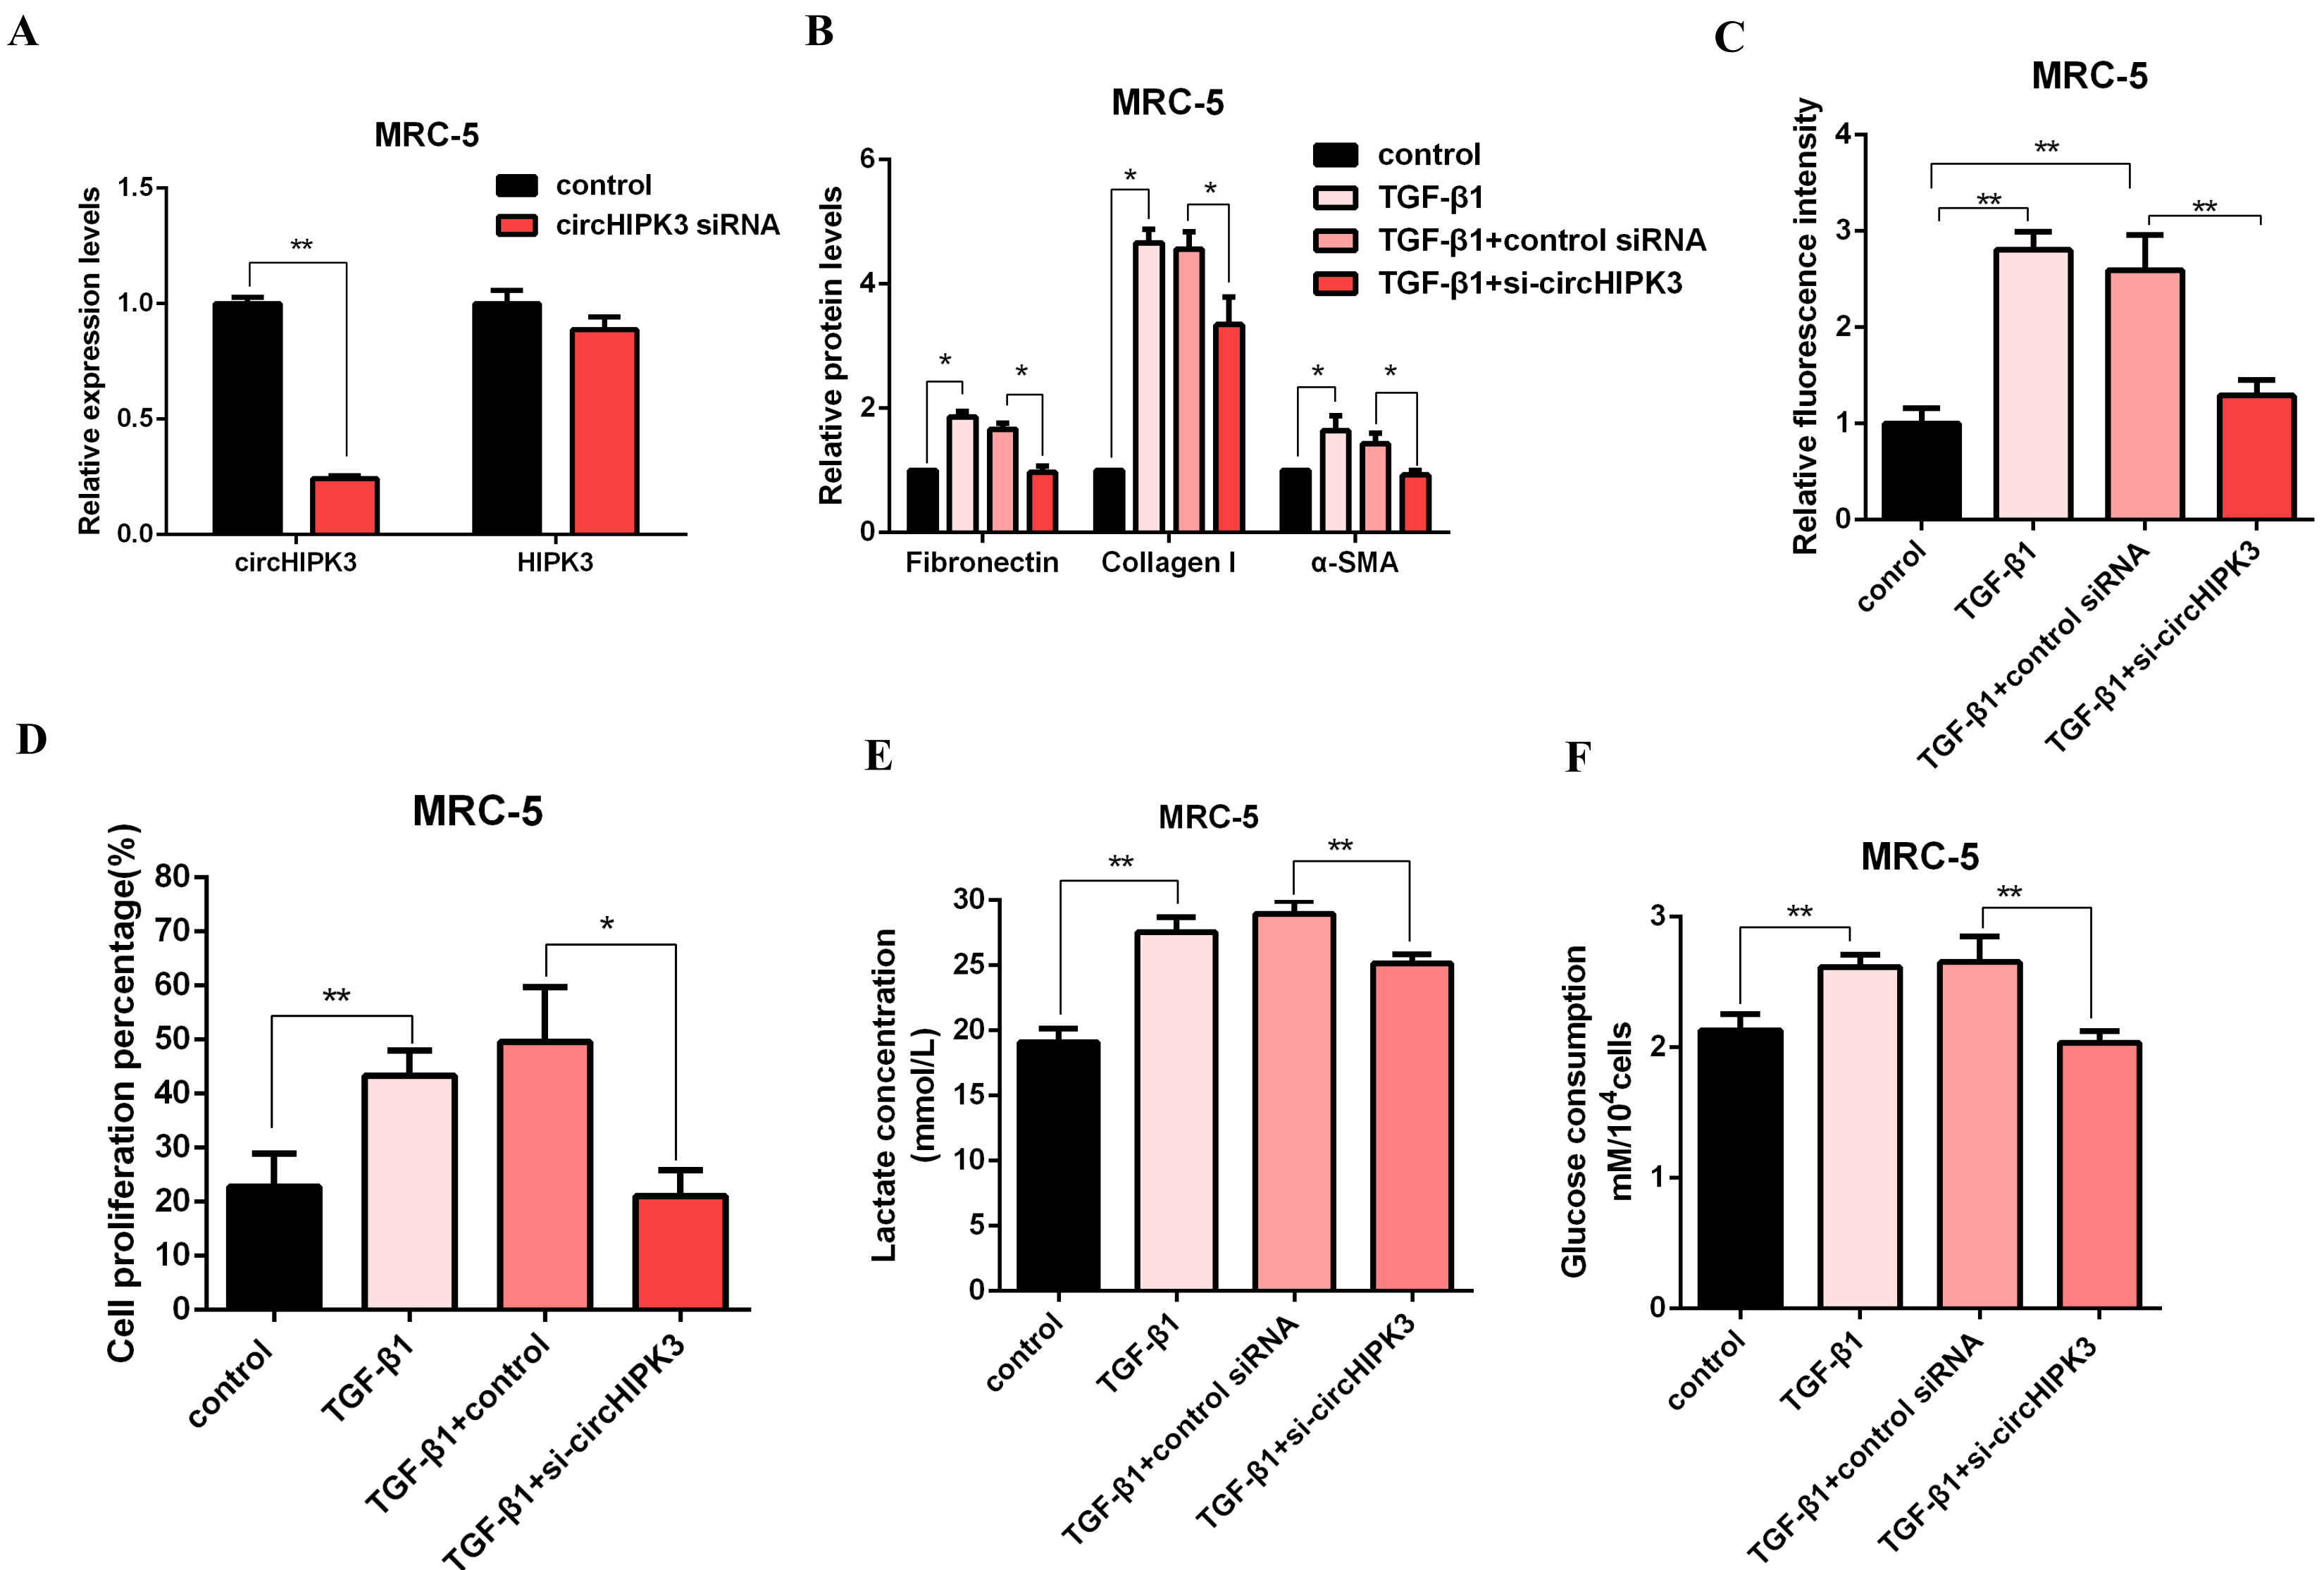 A
MRC-5
Relative expression levels
1.5
1.0
0.5
0.0
control
circHIPK3 siRNA
**
circHIPK3
HIPK3
B
MRC-5
Relative protein levels
6
4
2
0
control
TGF-β1
TGF-β1+control siRNA
TGF-β1+si-circHIPK3
*
*
*
*
*
*
Fibronectin
Collagen I
α-SMA
C
MRC-5
Relative fluorescence intensity
4
3
2
1
0
**
**
**
conrol
TGF-β1
TGF-β1+control siRNA
TGF-β1+si-circHIPK3
D
MRC-5
Cell proliferation percentage(%)
80
70
60
50
40
30
20
10
0
**
*
control
TGF-β1
TGF-β1+control
TGF-β1+si-circHIPK3
E
MRC-5
Lactate concentration
(mmol/L)
30
25
20
15
10
5
0
**
**
control
TGF-β1
TGF-β1+control siRNA
TGF-β1+si-circHIPK3
F
MRC-5
Glucose consumption
mM/10⁴cells
3
2
1
0
**
**
control
TGF-β1
TGF-β1+control siRNA
TGF-β1+si-circHIPK3